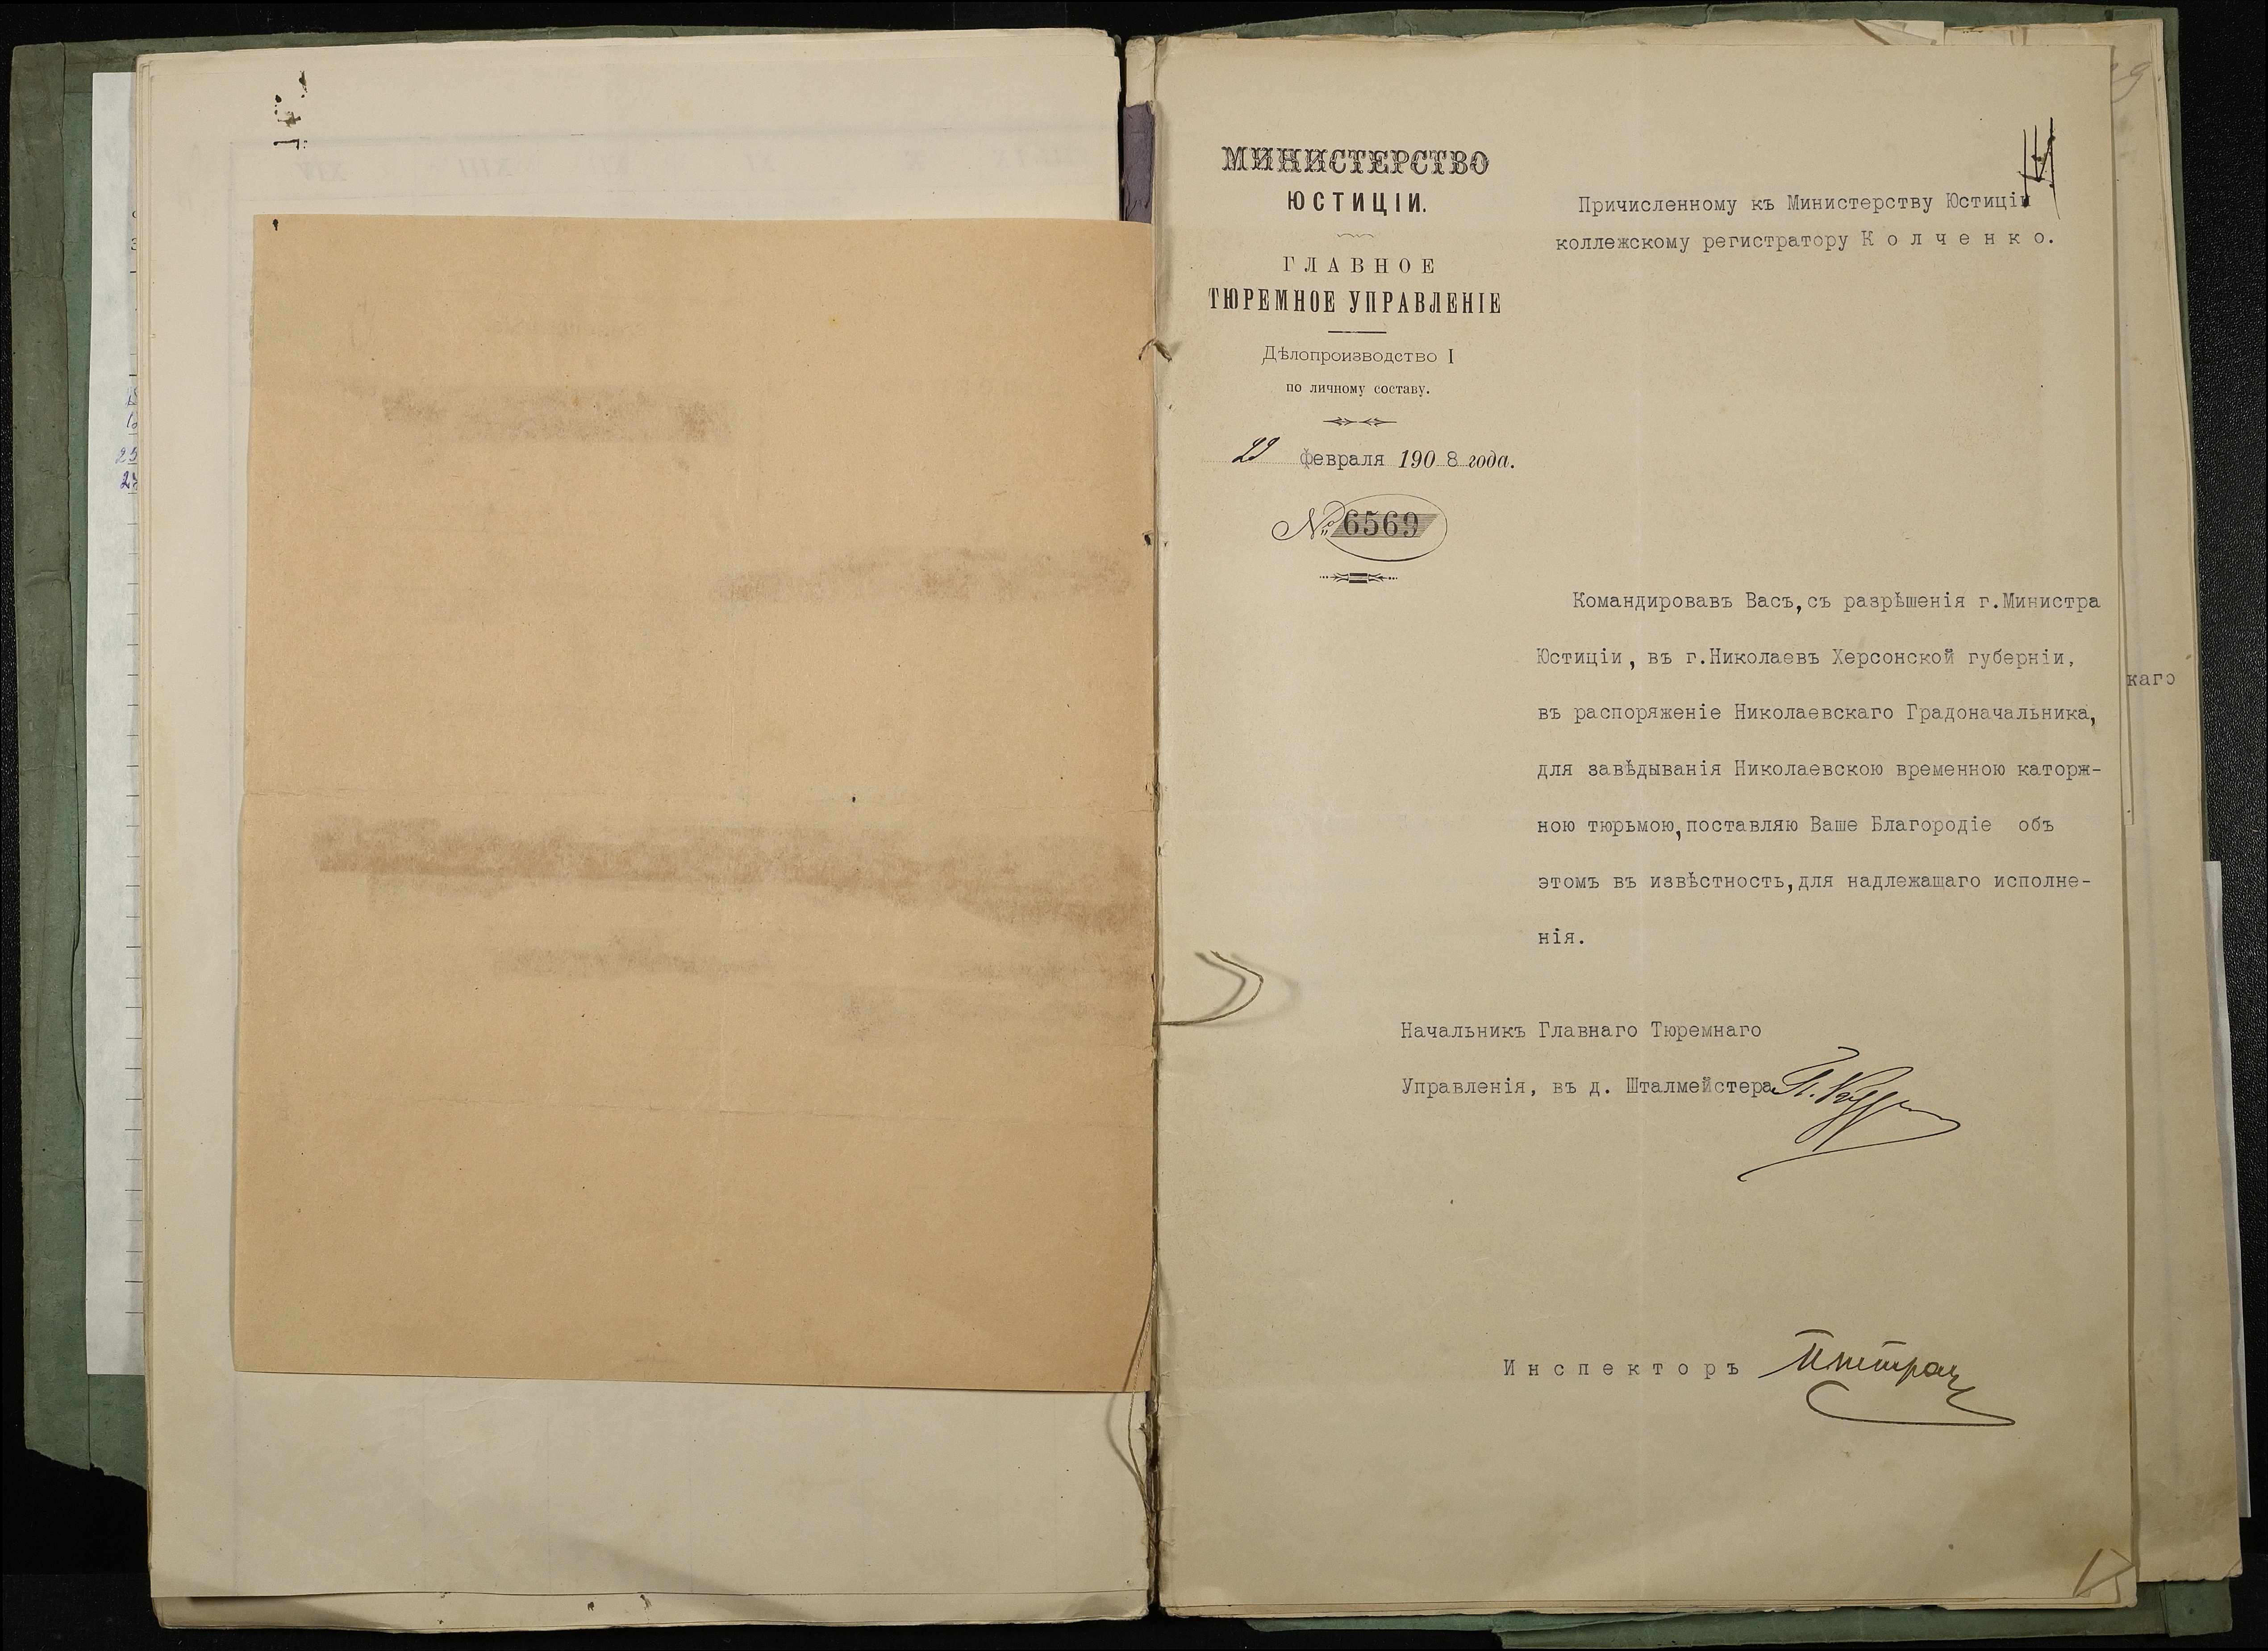 МИНИСТЕРСТВО
ЮСТИЦІИ.
ГЛАВНОЕ
ТЮРЕМНОЕ УПРАВЛЕНІЕ
Дѣлопроизводство I
по личному составу.
февраля 190 8 года.
№ 6569
Причисленному къ Министерству Юстиціи
коллежскому регистратору Колченко.
Командировавъ Васъ, съ разрѣшенія г.Министра
Юстиціи, въ г.Николаевъ Херсонской губерніи,
въ распоряженіе Николаевскаго Градоначальника,
для завѣдыванія Николаевскою временною каторж-
ною тюрьмою, поставляю Ваше Благородіе объ
этомъ въ извѣстность, для надлежащаго исполне-
нія.
Начальникъ Главнаго Тюремнаго
Управленія, въ д. Шталмейстера
Инспекторъ
каго